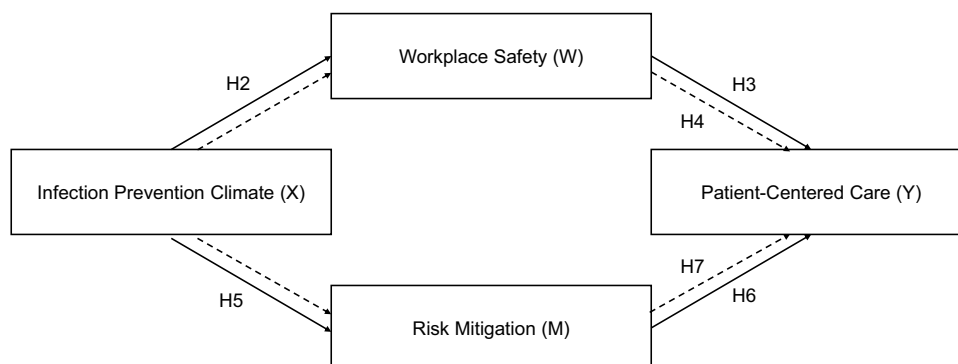 Workplace Safety (W)
H2
H3
H4
Infection Prevention Climate (X)
Patient-Centered Care (Y)
H5
H7
H6
Risk Mitigation (M)